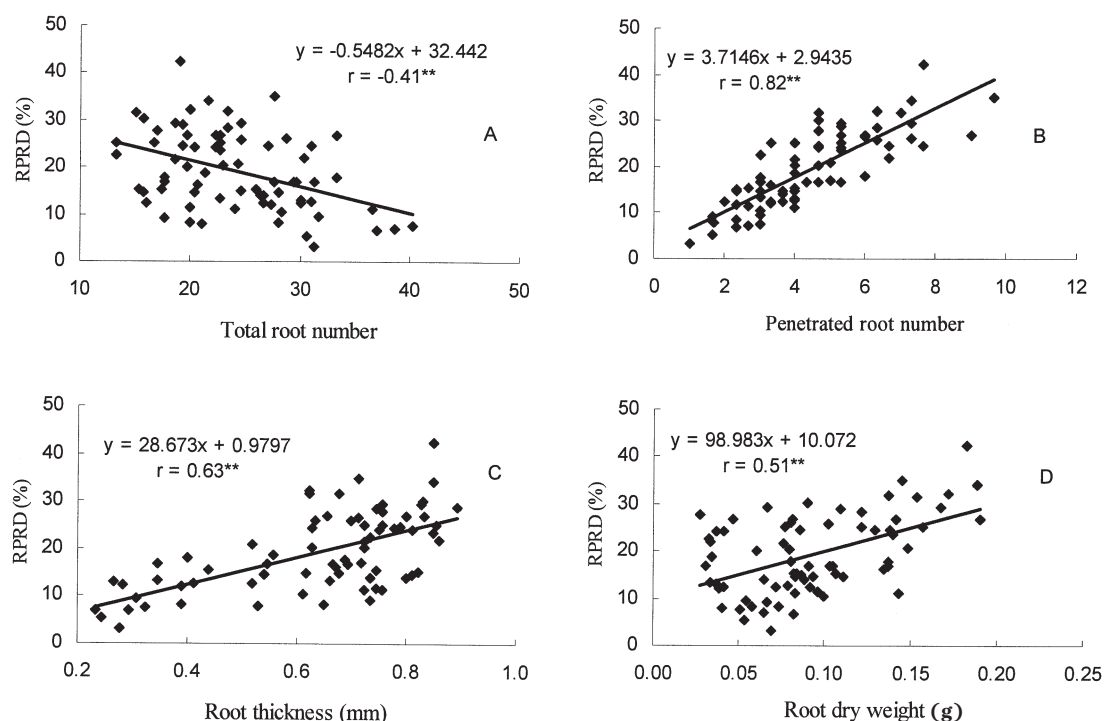 50
40
30
20
10
0
RPRD (%)
y = -0.5482x + 32.442
r = -0.41**
A
10 20 30 40 50
Total root number
50
40
30
20
10
0
RPRD (%)
y = 3.7146x + 2.9435
r = 0.82**
B
0 2 4 6 8 10 12
Penetrated root number
50
40
30
20
10
0
RPRD (%)
y = 28.673x + 0.9797
r = 0.63**
C
0.2 0.4 0.6 0.8 1.0
Root thickness (mm)
50
40
30
20
10
0
RPRD (%)
y = 98.983x + 10.072
r = 0.51**
D
0.00 0.05 0.10 0.15 0.20 0.25
Root dry weight (g)